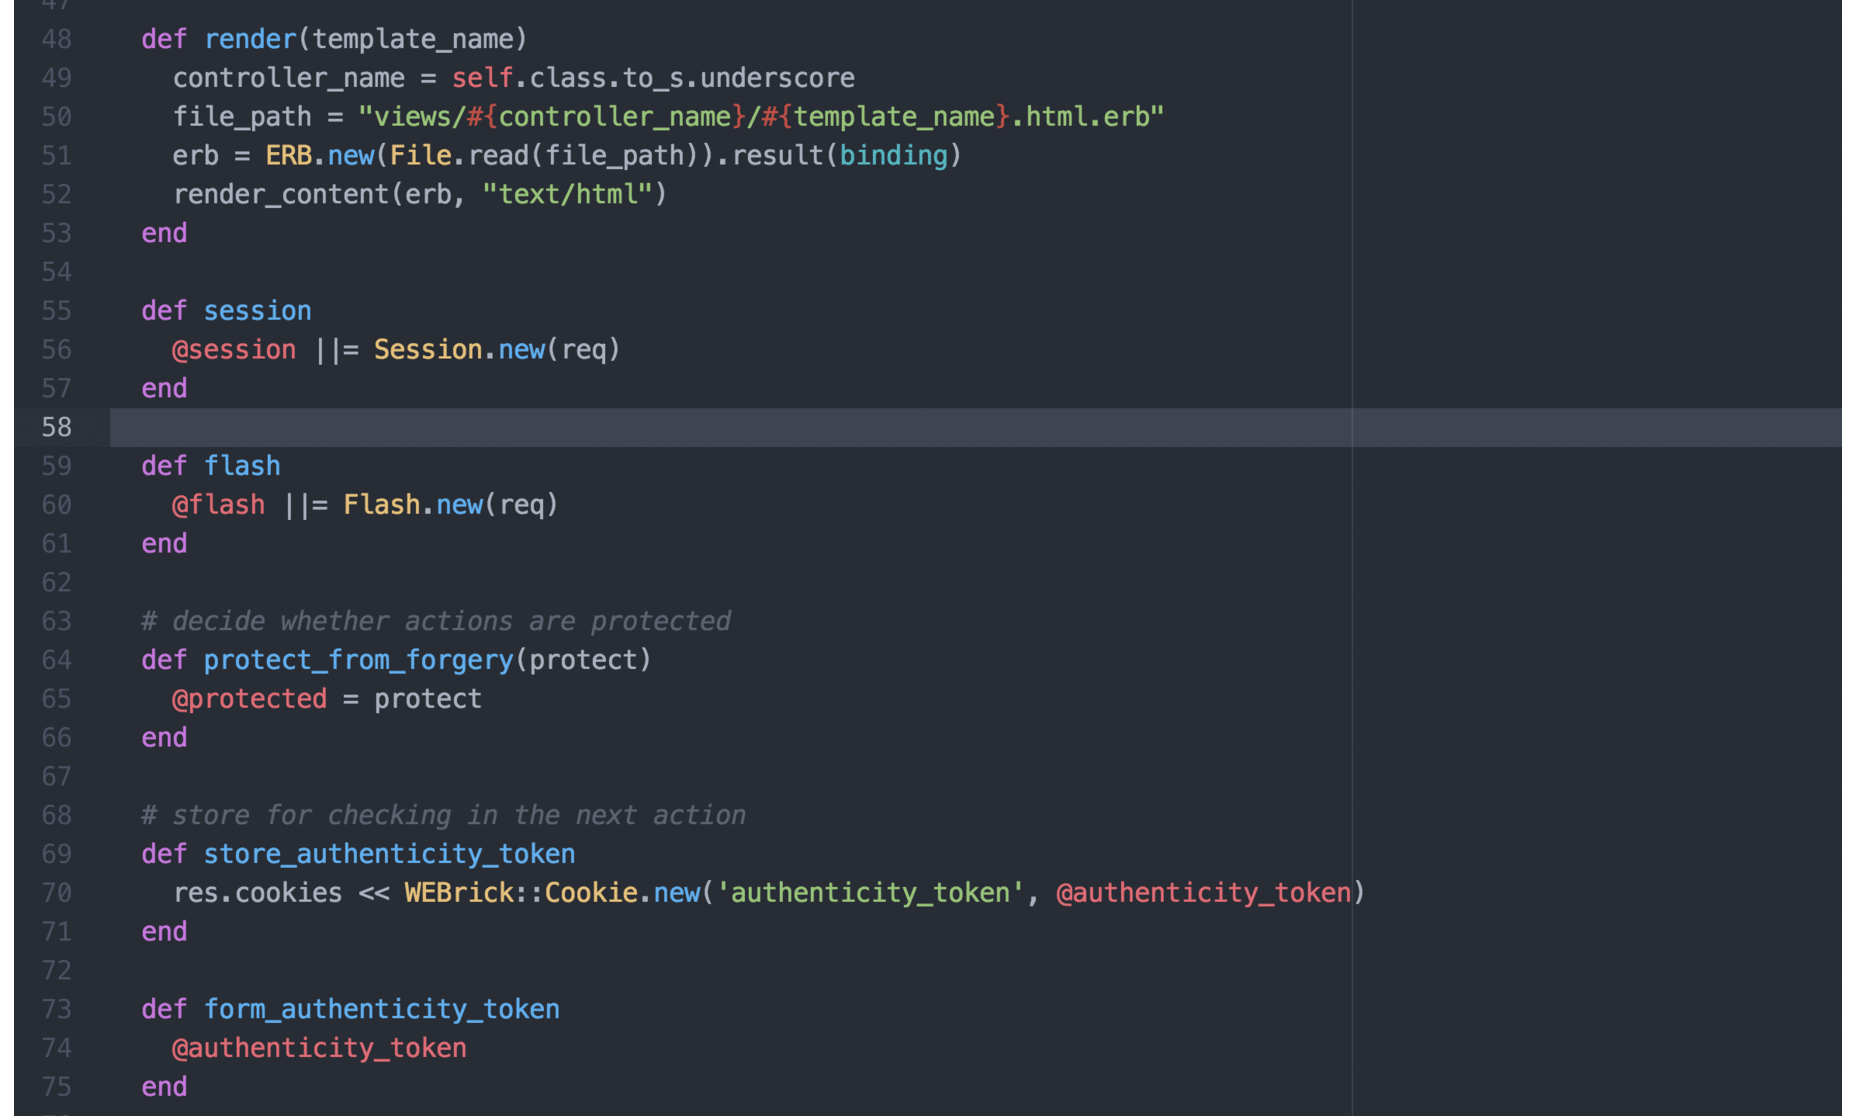 47
48 def render(template_name)
49 controller_name = self.class.to_s.underscore
50 file_path = "views/#{controller_name}/#{template_name}.html.erb"
51 erb = ERB.new(File.read(file_path)).result(binding)
52 render_content(erb, "text/html")
53 end
54
55 def session
56 @session ||= Session.new(req)
57 end
58
59 def flash
60 @flash ||= Flash.new(req)
61 end
62
63 # decide whether actions are protected
64 def protect_from_forgery(protect)
65 @protected = protect
66 end
67
68 # store for checking in the next action
69 def store_authenticity_token
70 res.cookies << WEBrick::Cookie.new('authenticity_token', @authenticity_token)
71 end
72
73 def form_authenticity_token
74 @authenticity_token
75 end